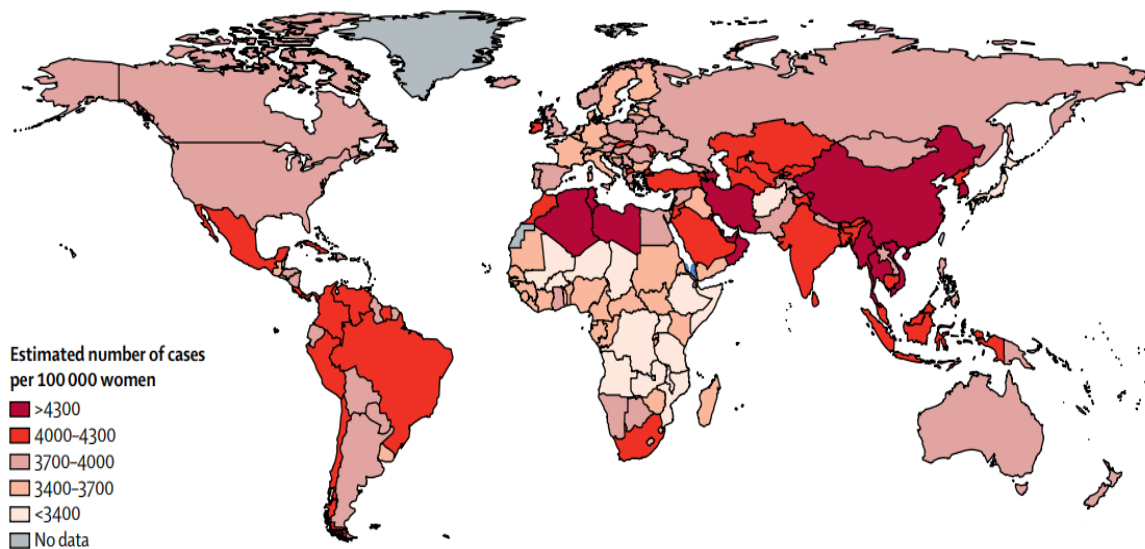 Estimated number of cases
per 100 000 women
>4300
4000–4300
3700–4000
3400–3700
<3400
No data